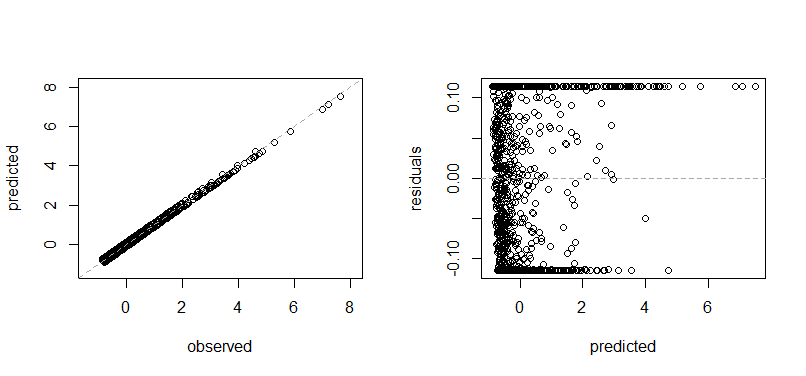 predicted
8
6
4
2
0
0 2 4 6 8
observed
residuals
0.10
0.00
-0.10
0 2 4 6
predicted